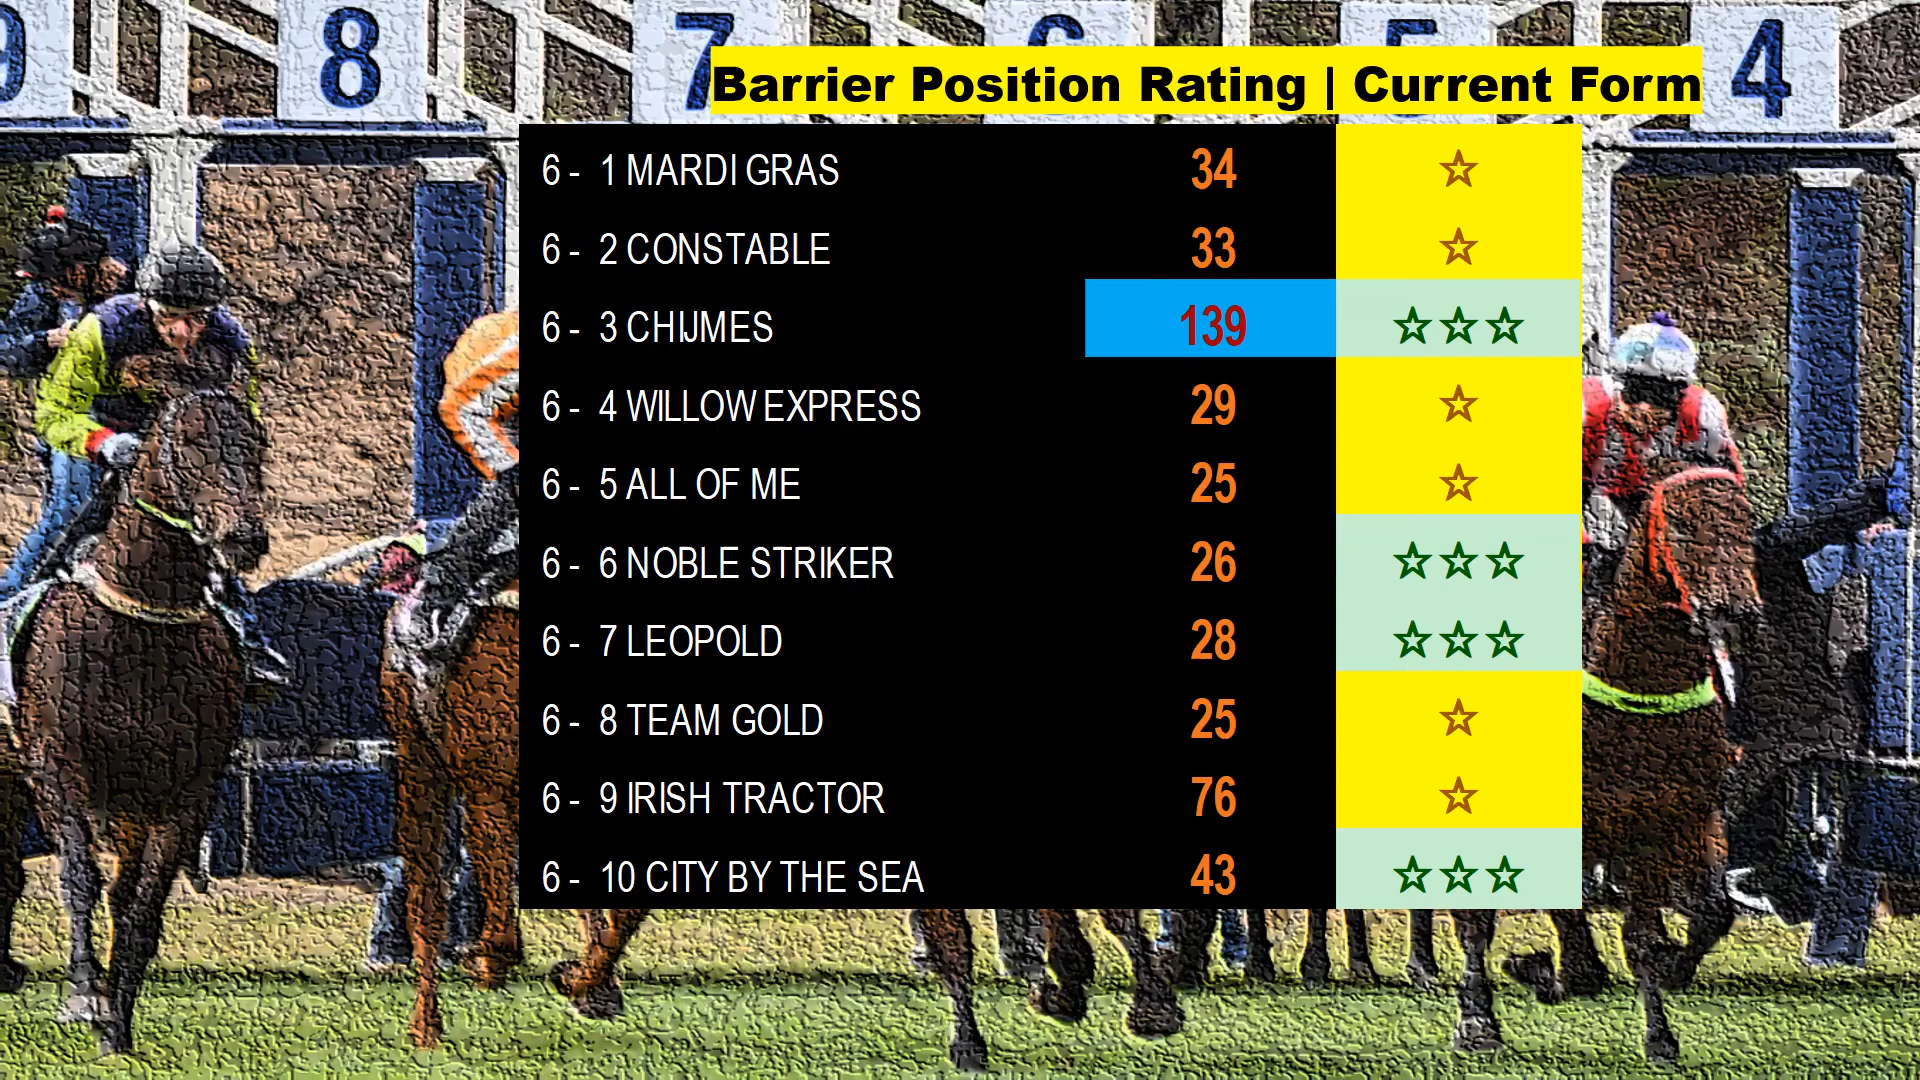 9 8 7 6 5 4
Barrier Position Rating | Current Form
6 - 1 MARDI GRAS 34 ☆
6 - 2 CONSTABLE 33 ☆
6 - 3 CHIJMES 139 ☆☆☆
6 - 4 WILLOW EXPRESS 29 ☆
6 - 5 ALL OF ME 25 ☆
6 - 6 NOBLE STRIKER 26 ☆☆☆
6 - 7 LEOPOLD 28 ☆☆☆
6 - 8 TEAM GOLD 25 ☆
6 - 9 IRISH TRACTOR 76 ☆
6 - 10 CITY BY THE SEA 43 ☆☆☆